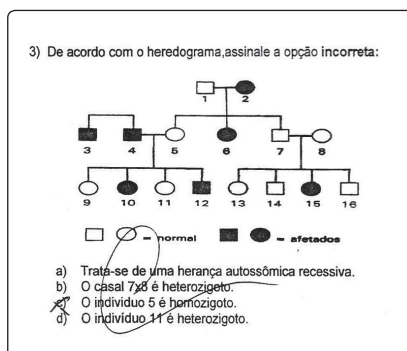 3) De acordo com o heredograma,assinale a opção incorreta:
1 2
3 4 5 6 7 8
9 10 11 12 13 14 15 16
= normal = afetados
a) Trata-se de uma herança autossômica recessiva.
b) O casal 7x8 é heterozigoto.
c) O individuo 5 é homozigoto.
d) O indivíduo 11 é heterozigoto.